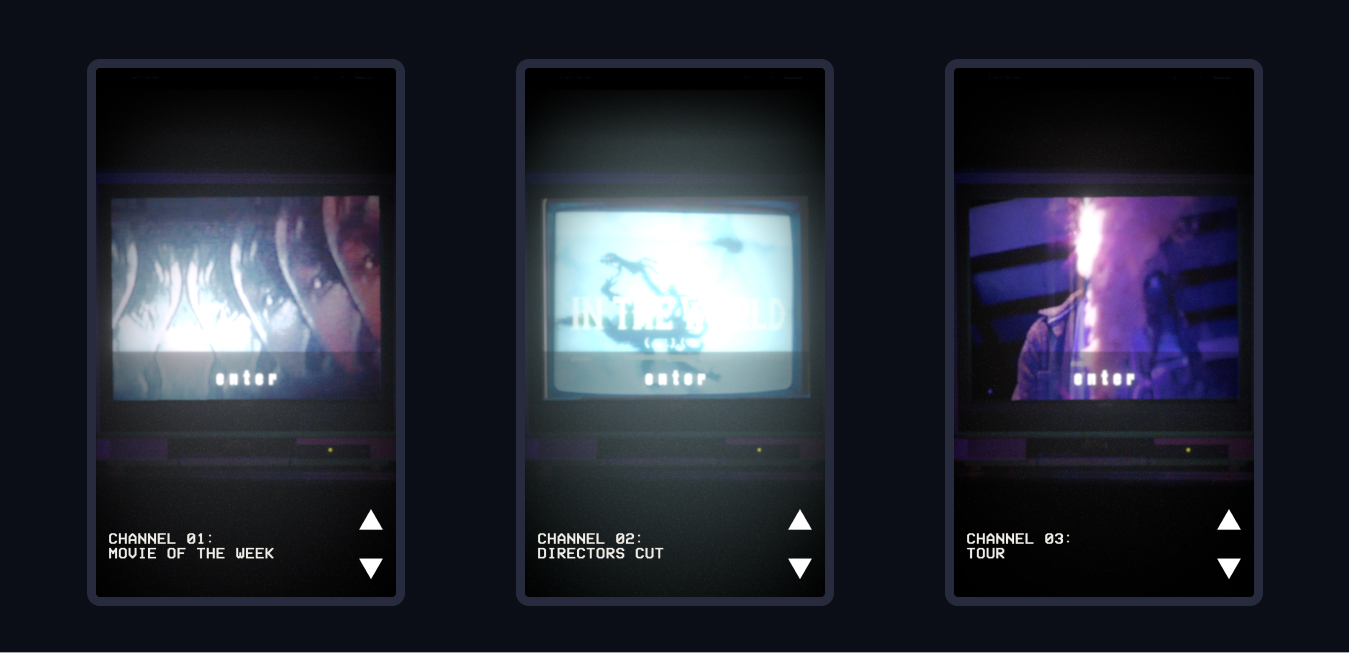 enter
CHANNEL 01:
MOVIE OF THE WEEK
IN THE WORLD
enter
CHANNEL 02:
DIRECTORS CUT
enter
CHANNEL 03:
TOUR